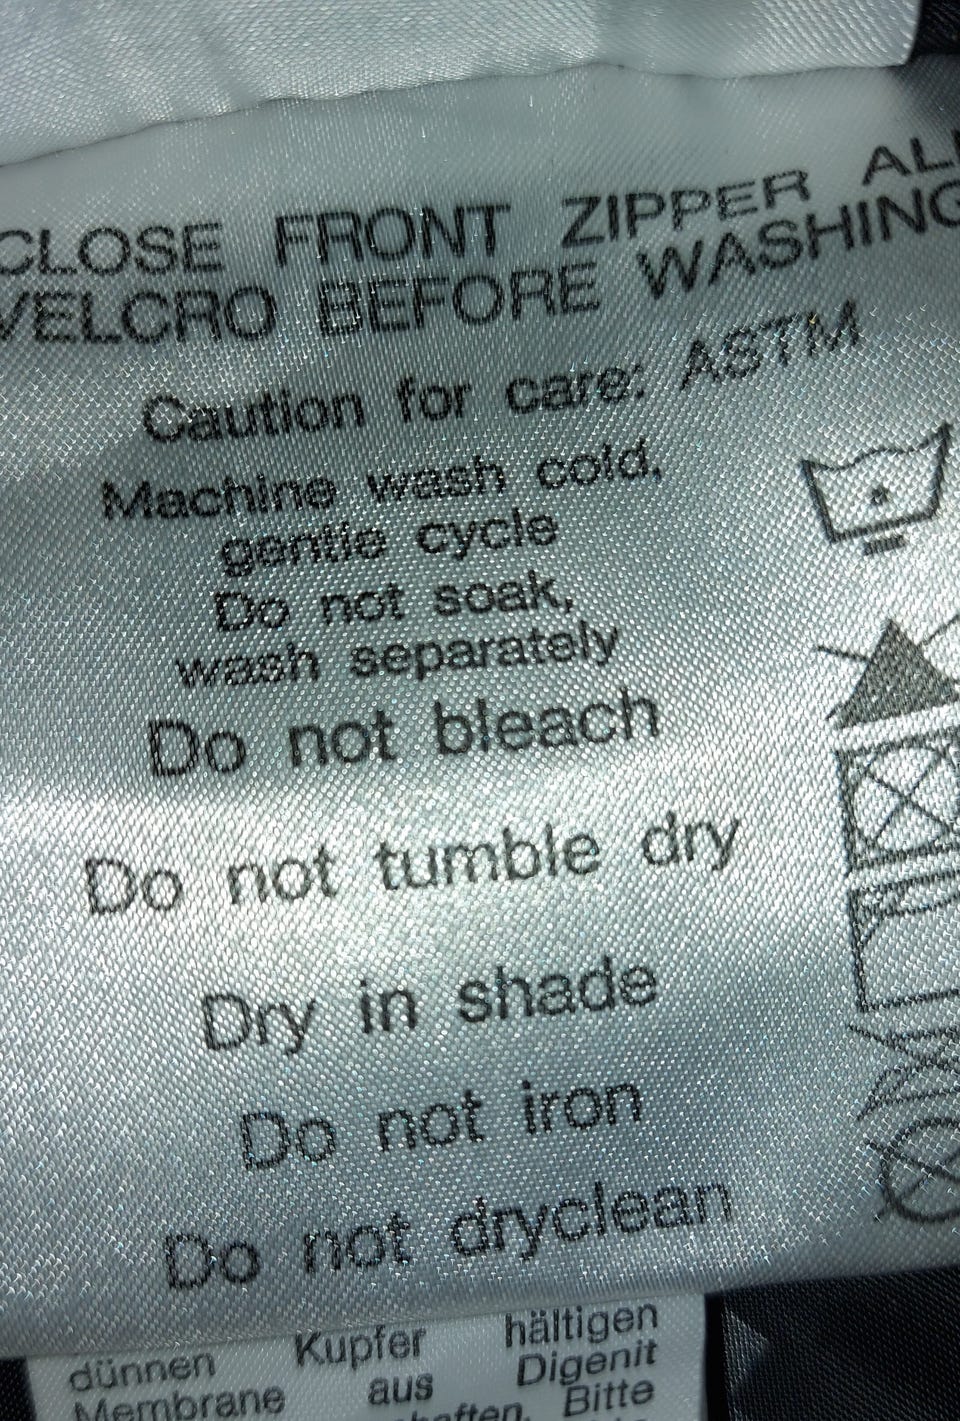 CLOSE FRONT ZIPPER ALL
VELCRO BEFORE WASHING
Caution for care: ASTM
Machine wash cold,
gentle cycle
Do not soak,
wash separately
Do not bleach
Do not tumble dry
Dry in shade
Do not iron
Do not dryclean
dünnen Kupfer hältigen
Membrane aus Digenit
Bitte